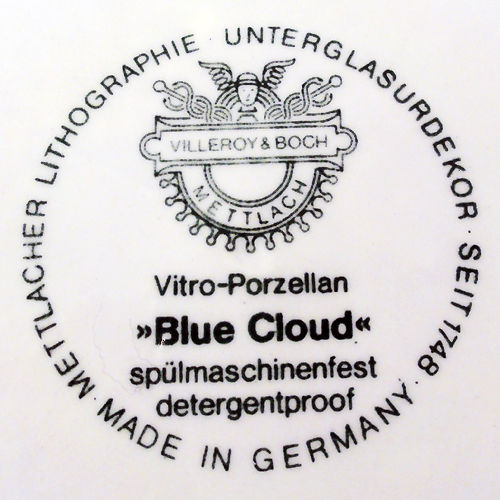 METTLACHER LITHOGRAPHIE · UNTERGLASURDEKOR · SEIT 1748 · MADE IN GERMANY ·
VILLEROY & BOCH
METTLACH
Vitro-Porzellan
»Blue Cloud«
spülmaschinenfest
detergentproof